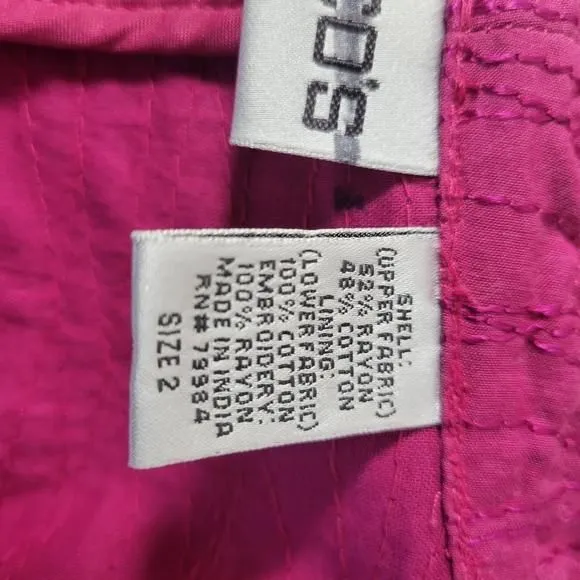 CO'S
SHELL:
(UPPER FABRIC)
52% RAYON
48% COTTON
LINING:
(LOWER FABRIC)
100% COTTON
EMBROIDERY:
100% RAYON
MADE IN INDIA
RN# 79984
SIZE 2